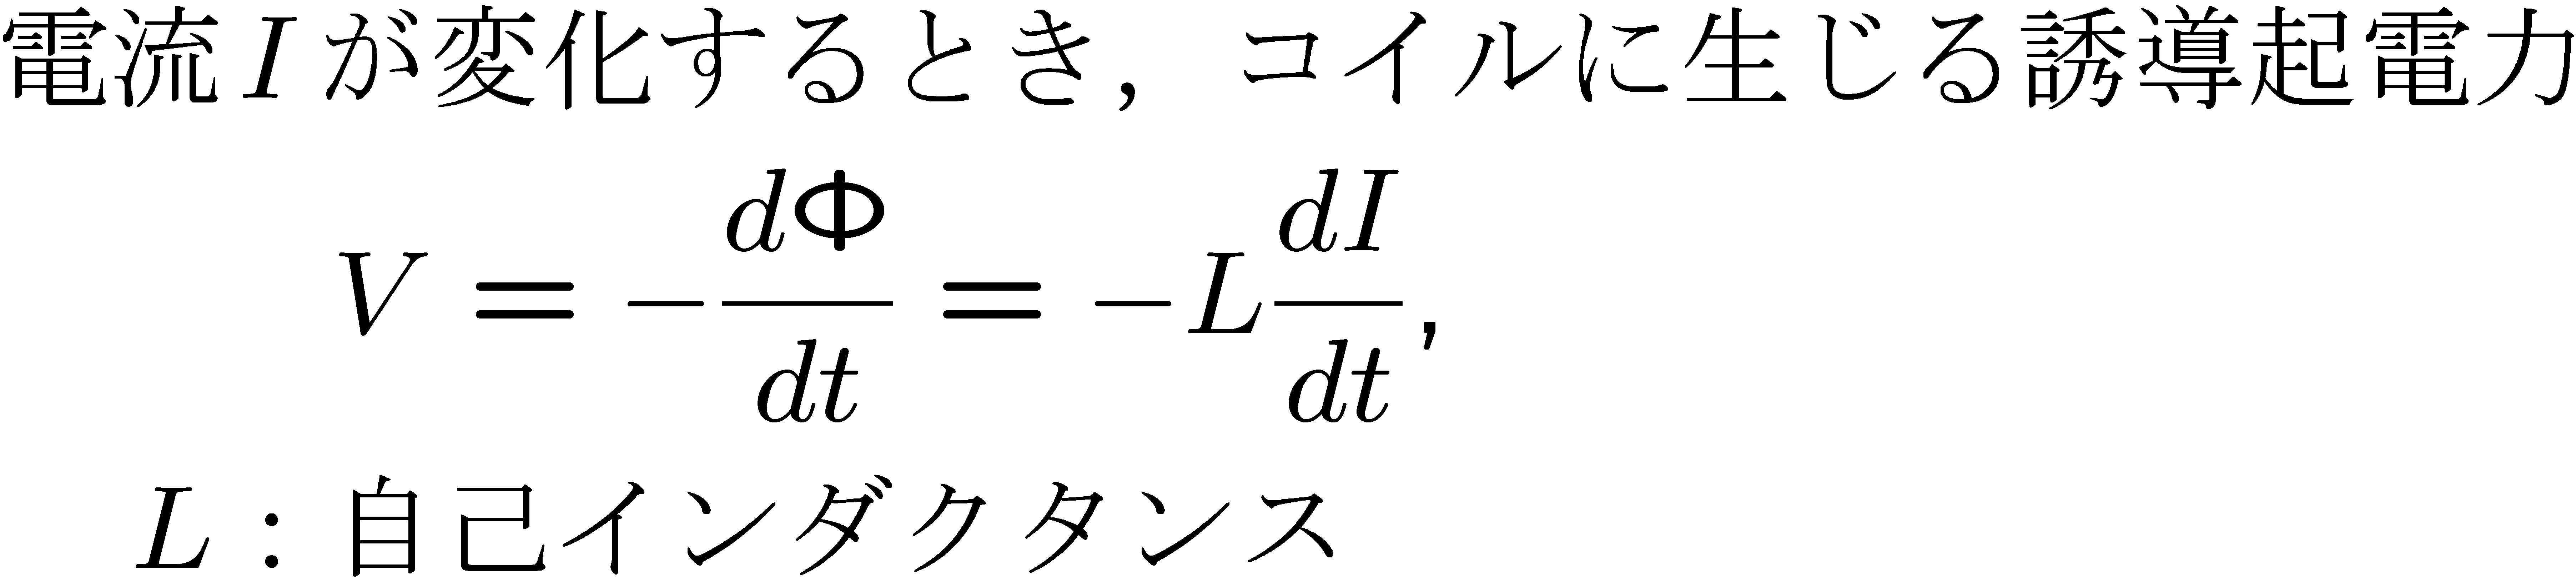 電流 I が変化するとき，コイルに生じる誘導起電力
V = −dΦ/dt = −L dI/dt,
L : 自己インダクタンス